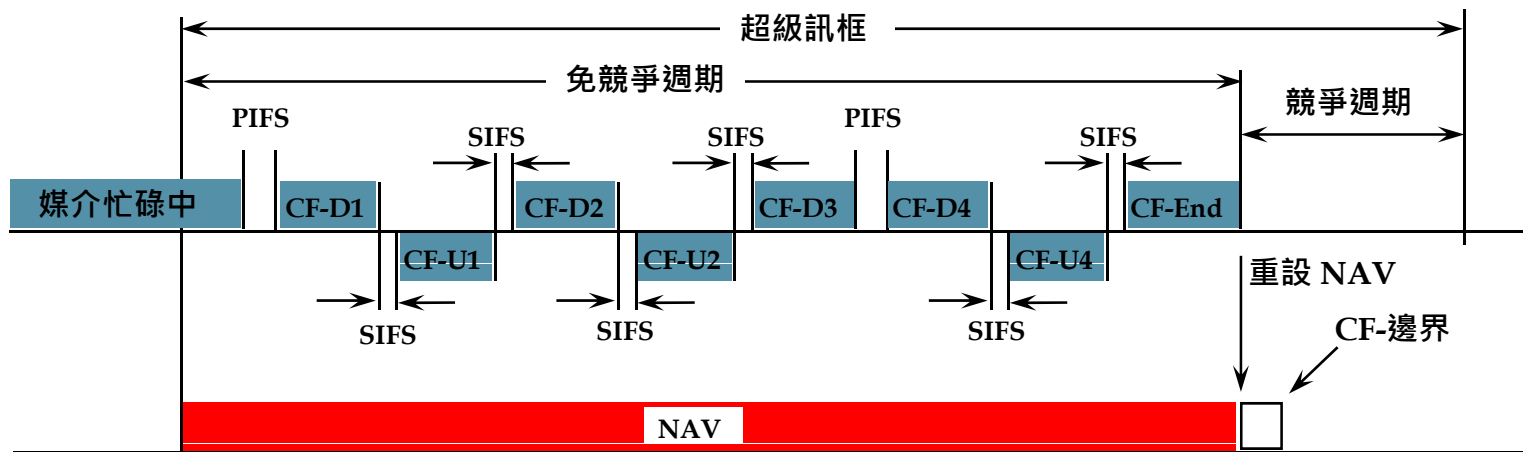 超級訊框
免競爭週期
競爭週期
PIFS
SIFS
SIFS
PIFS
SIFS
媒介忙碌中
CF-D1
CF-D2
CF-D3
CF-D4
CF-End
CF-U1
CF-U2
CF-U4
重設 NAV
SIFS
SIFS
SIFS
CF-邊界
NAV